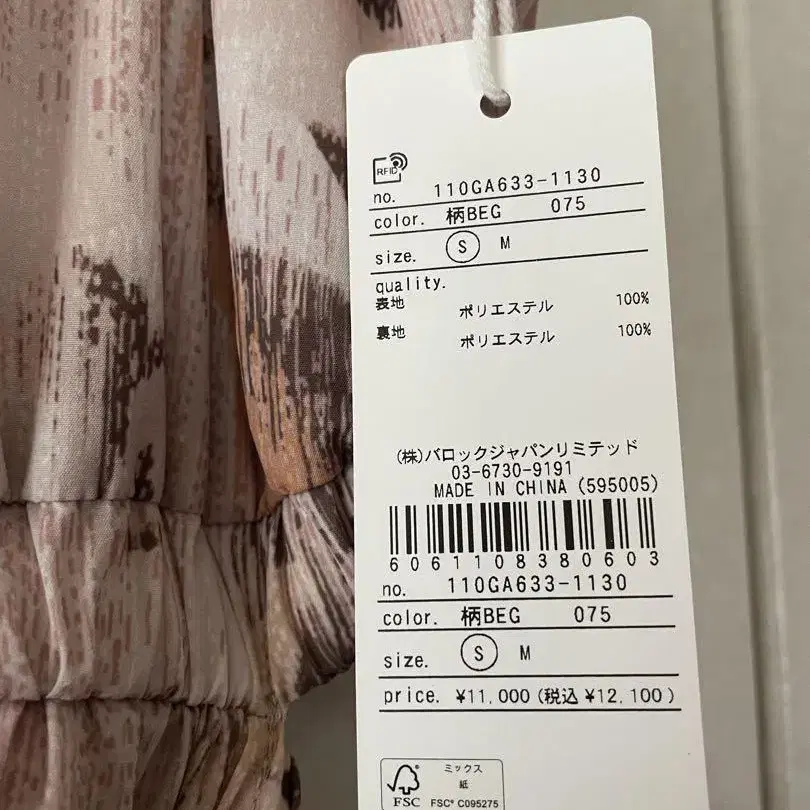 RFID
no. 110GA633-1130
color. 柄BEG 075
size. S M
quality.
表地 ポリエステル 100%
裏地 ポリエステル 100%
(株)バロックジャパンリミテッド
03-6730-9191
MADE IN CHINA (595005)
6061108380603
no. 110GA633-1130
color. 柄BEG 075
size. S M
price. ¥11,000 (税込 ¥12,100)
ミックス
紙
FSC FSC® C095275